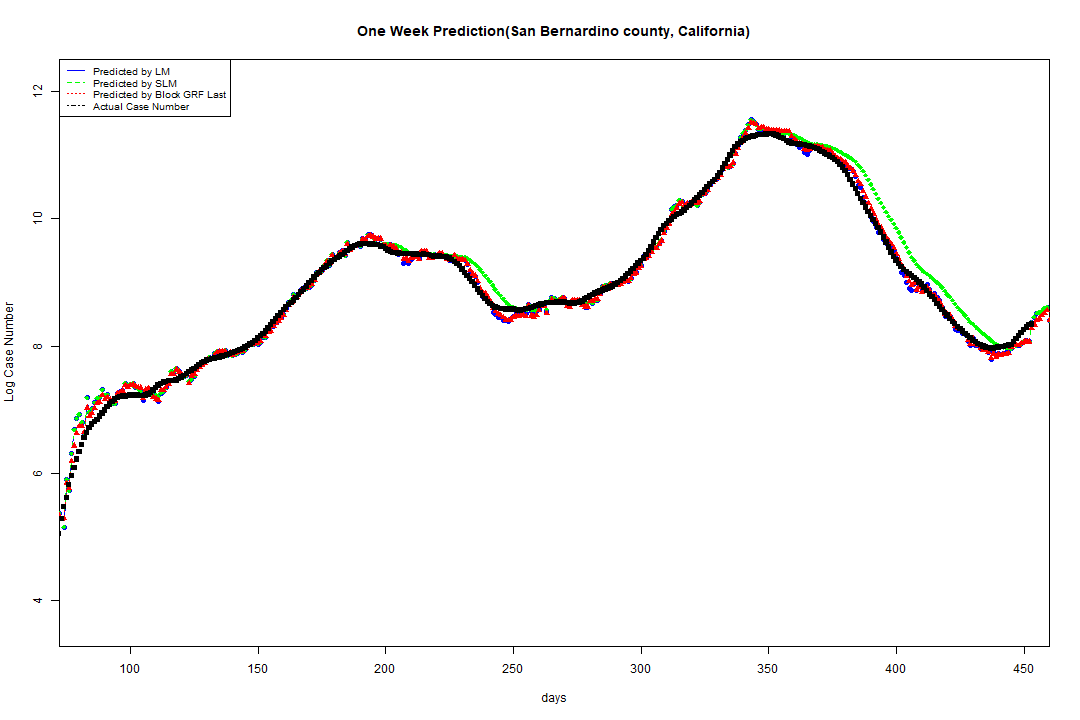 One Week Prediction(San Bernardino county, California)
Predicted by LM
Predicted by SLM
Predicted by Block GRF Last
Actual Case Number
12
10
8
6
4
Log Case Number
100 150 200 250 300 350 400 450
days